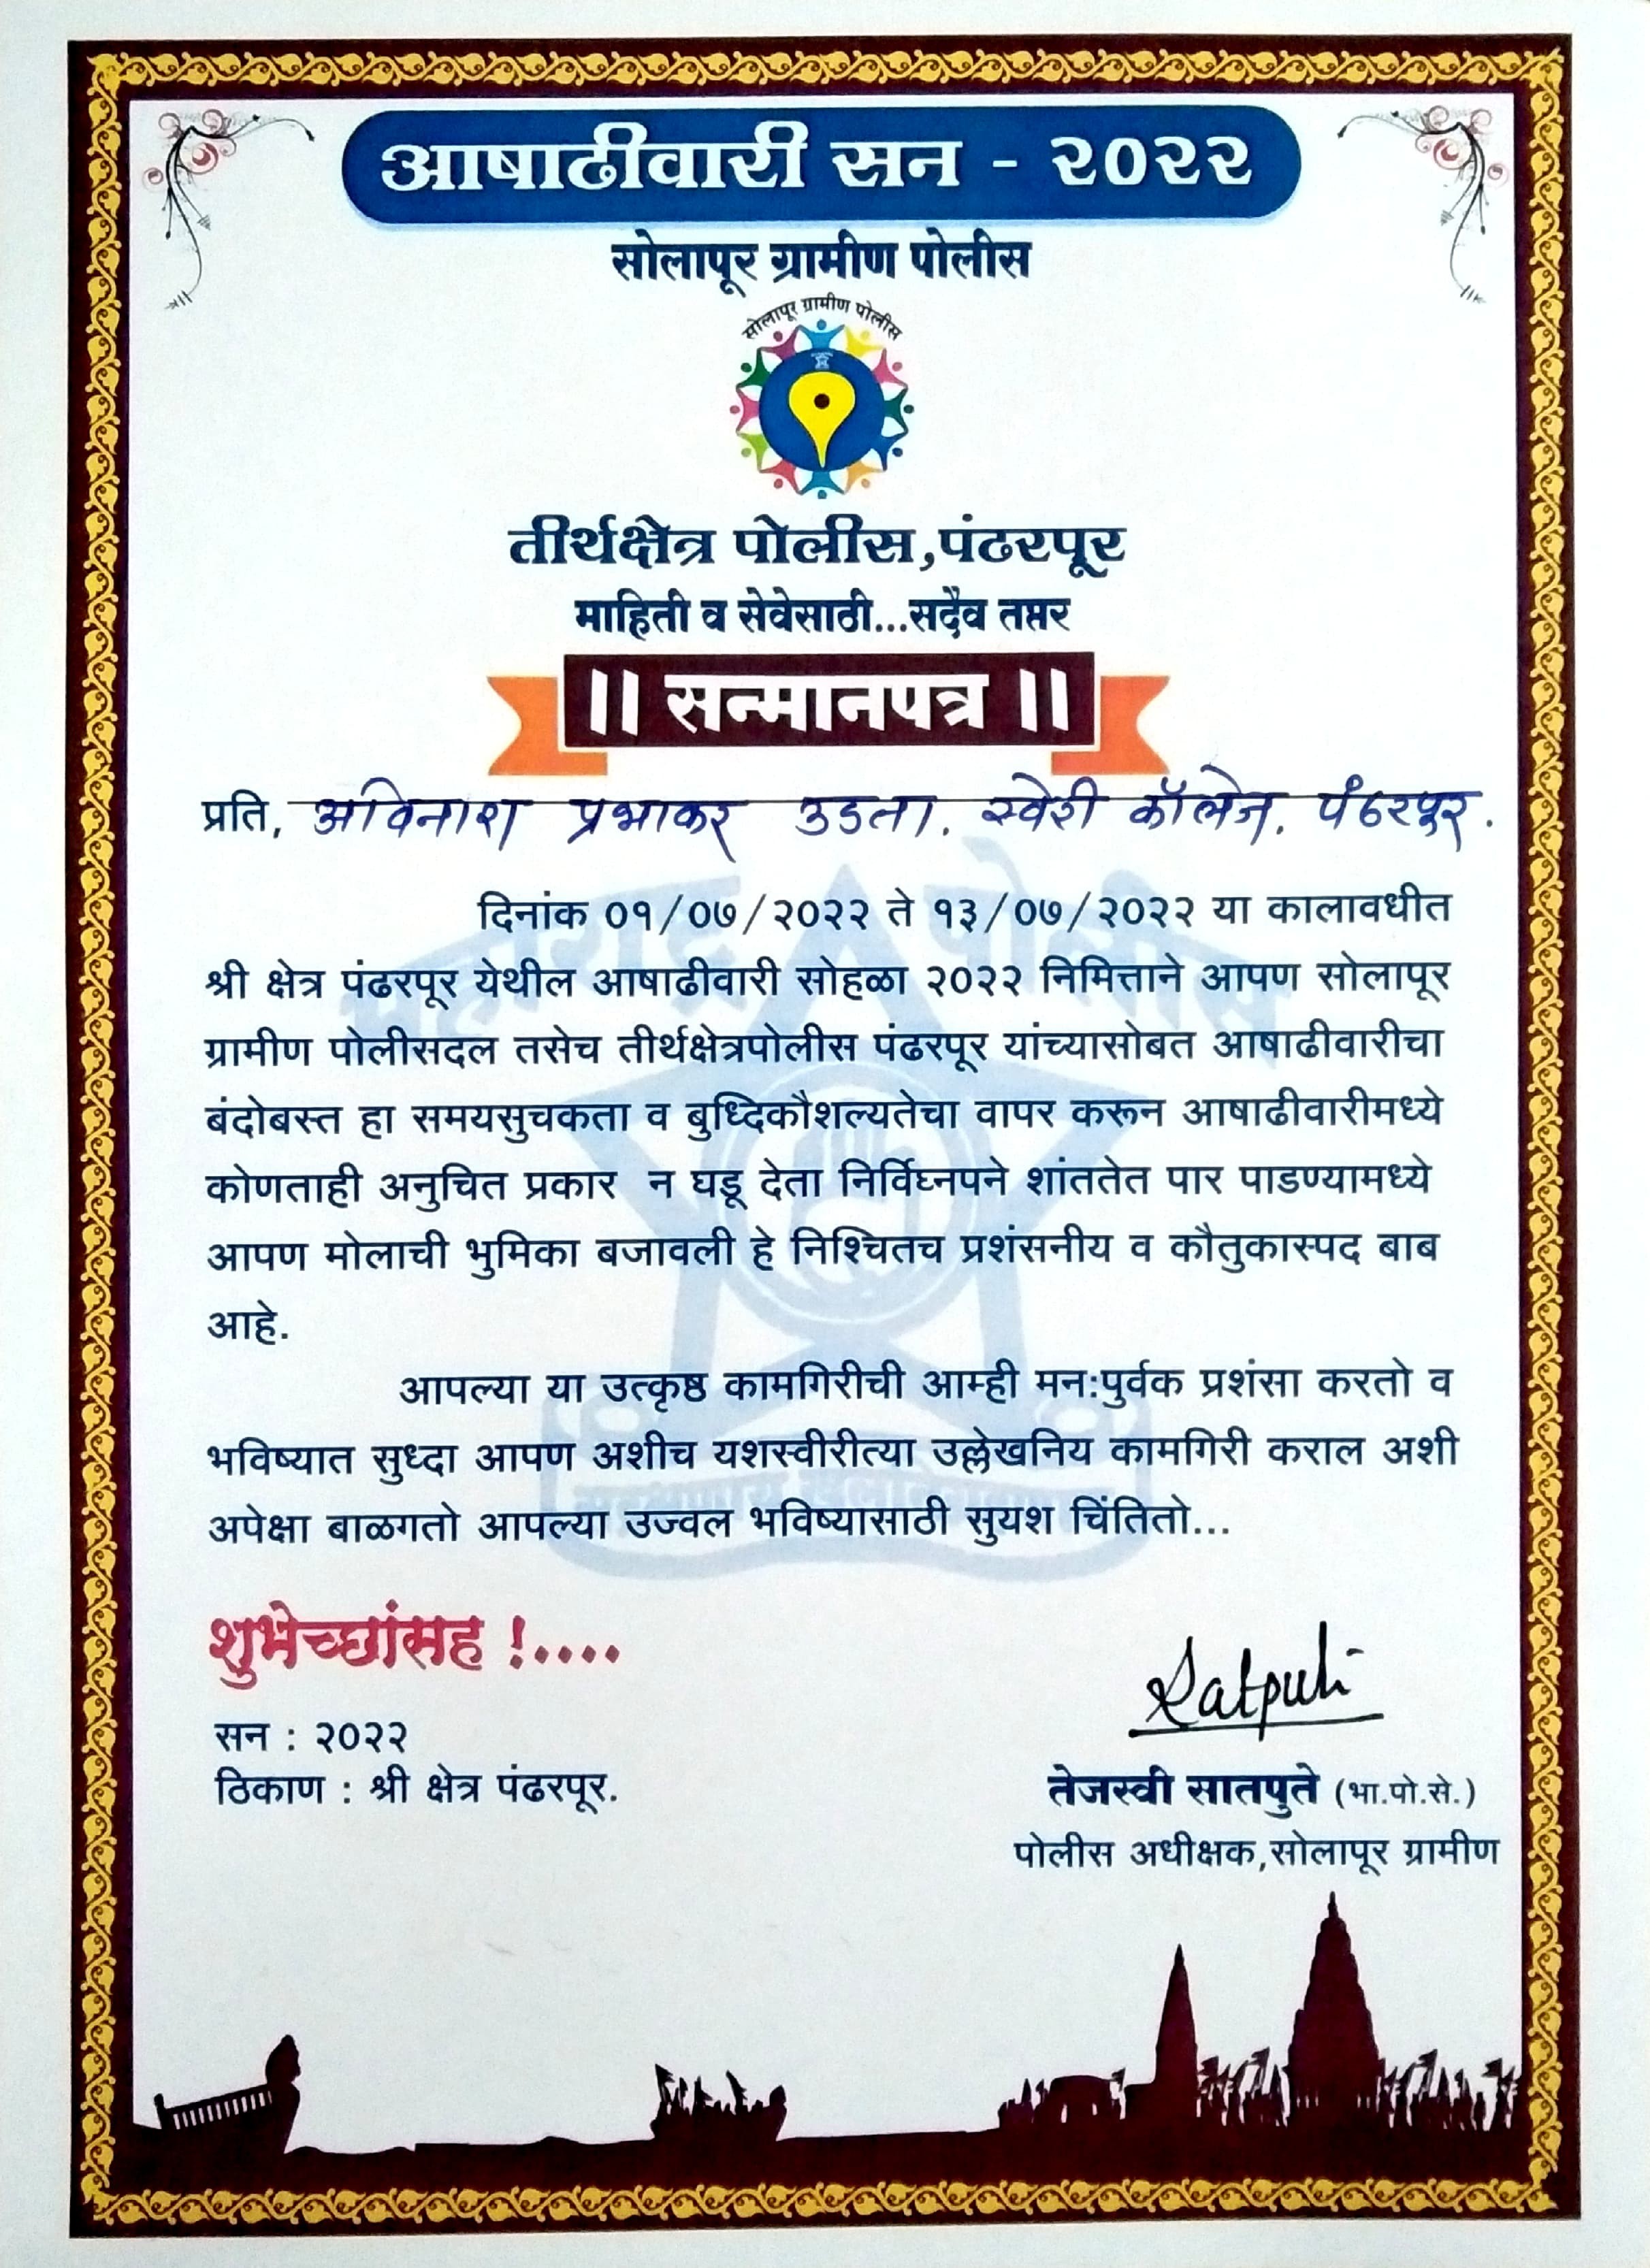 आषाढीवारी सन - २०२२
सोलापूर ग्रामीण पोलीस
सोलापूर ग्रामीण पोलीस
तीर्थक्षेत्र पोलीस,पंढरपूर
माहिती व सेवेसाठी...सदैव तप्तर
|| सन्मानपत्र ||
प्रति, अविनाश प्रभाकर उडता. स्वेरी कॉलेज. पंढरपूर.
महाराष्ट्र पोलीस
दिनांक ०१/०७/२०२२ ते १३/०७/२०२२ या कालावधीत
श्री क्षेत्र पंढरपूर येथील आषाढीवारी सोहळा २०२२ निमित्ताने आपण सोलापूर
ग्रामीण पोलीसदल तसेच तीर्थक्षेत्रपोलीस पंढरपूर यांच्यासोबत आषाढीवारीचा
बंदोबस्त हा समयसुचकता व बुध्दिकौशल्यतेचा वापर करून आषाढीवारीमध्ये
कोणताही अनुचित प्रकार न घडू देता निर्विघ्नपने शांततेत पार पाडण्यामध्ये
आपण मोलाची भुमिका बजावली हे निश्चितच प्रशंसनीय व कौतुकास्पद बाब
आहे.
आपल्या या उत्कृष्ठ कामगिरीची आम्ही मन:पुर्वक प्रशंसा करतो व
भविष्यात सुध्दा आपण अशीच यशस्वीरीत्या उल्लेखनिय कामगिरी कराल अशी
अपेक्षा बाळगतो आपल्या उज्वल भविष्यासाठी सुयश चिंतितो...
शुभेच्छांसह !....
Satpute
सन : २०२२
ठिकाण : श्री क्षेत्र पंढरपूर.
तेजस्वी सातपुते (भा.पो.से.)
पोलीस अधीक्षक,सोलापूर ग्रामीण